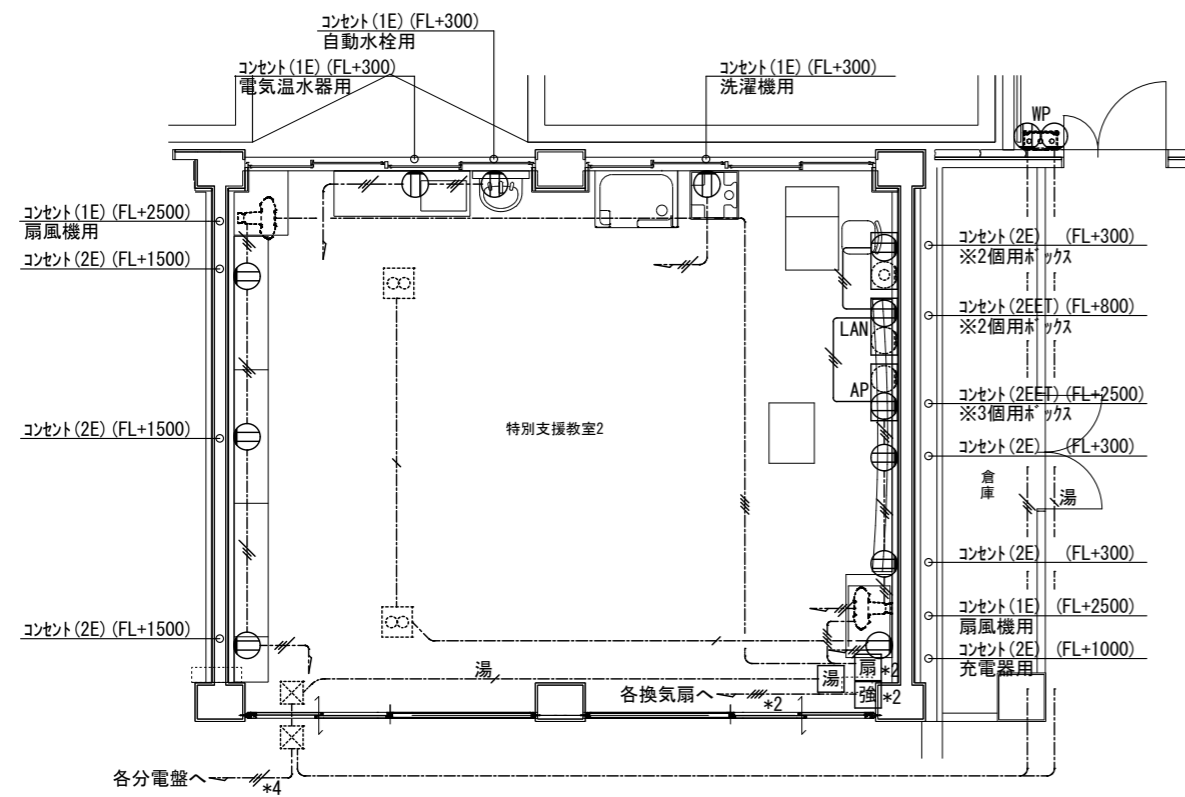 コンセント(1E) (FL+300)
自動水栓用
コンセント(1E) (FL+300)
電気温水器用
コンセント(1E) (FL+300)
洗濯機用
WP
コンセント(1E) (FL+2500)
扇風機用
コンセント(2E) (FL+1500)
コンセント(2E) (FL+1500)
コンセント(2E) (FL+1500)
コンセント(2E) (FL+300)
※2個用ボックス
LAN
コンセント(2EET) (FL+800)
※2個用ボックス
AP
コンセント(2EET) (FL+2500)
※3個用ボックス
特別支援教室2
コンセント(2E) (FL+300)
倉庫
湯
コンセント(2E) (FL+300)
コンセント(1E) (FL+2500)
扇風機用
コンセント(2E) (FL+1000)
充電器用
湯
湯
扇 *2
強 *2
各換気扇へ
*2
各分電盤へ
*4